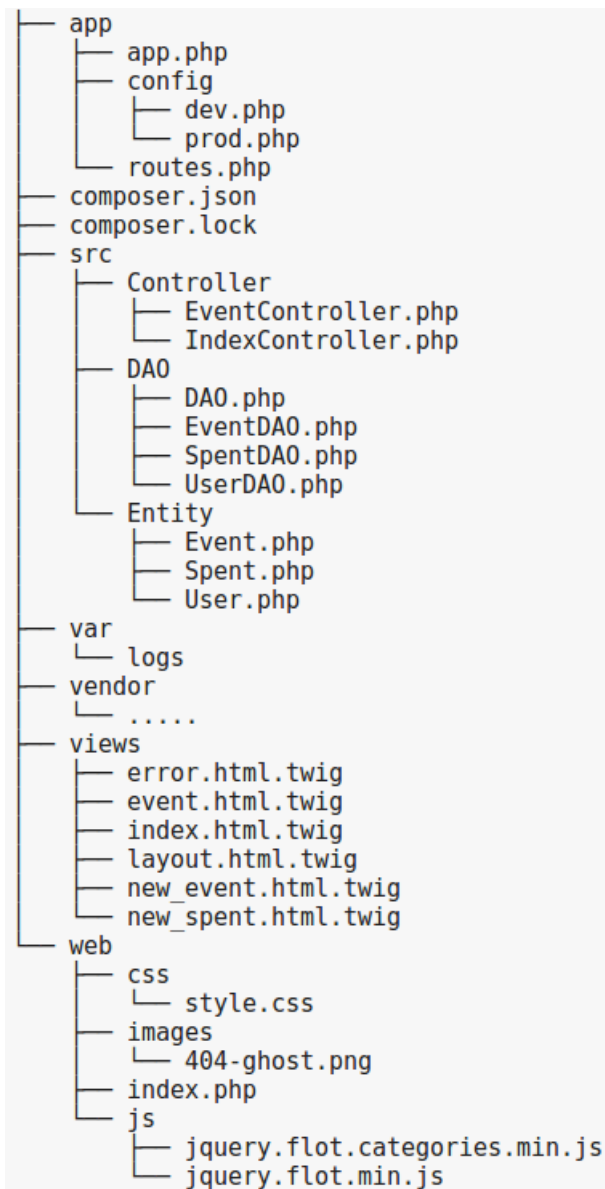 ├── app
│   ├── app.php
│   ├── config
│   │   ├── dev.php
│   │   └── prod.php
│   └── routes.php
├── composer.json
├── composer.lock
├── src
│   ├── Controller
│   │   ├── EventController.php
│   │   └── IndexController.php
│   ├── DAO
│   │   ├── DAO.php
│   │   ├── EventDAO.php
│   │   ├── SpentDAO.php
│   │   └── UserDAO.php
│   └── Entity
│       ├── Event.php
│       ├── Spent.php
│       └── User.php
├── var
│   └── logs
├── vendor
│   └── .....
├── views
│   ├── error.html.twig
│   ├── event.html.twig
│   ├── index.html.twig
│   ├── layout.html.twig
│   ├── new_event.html.twig
│   └── new_spent.html.twig
└── web
    ├── css
    │   └── style.css
    ├── images
    │   └── 404-ghost.png
    ├── index.php
    └── js
        ├── jquery.flot.categories.min.js
        └── jquery.flot.min.js